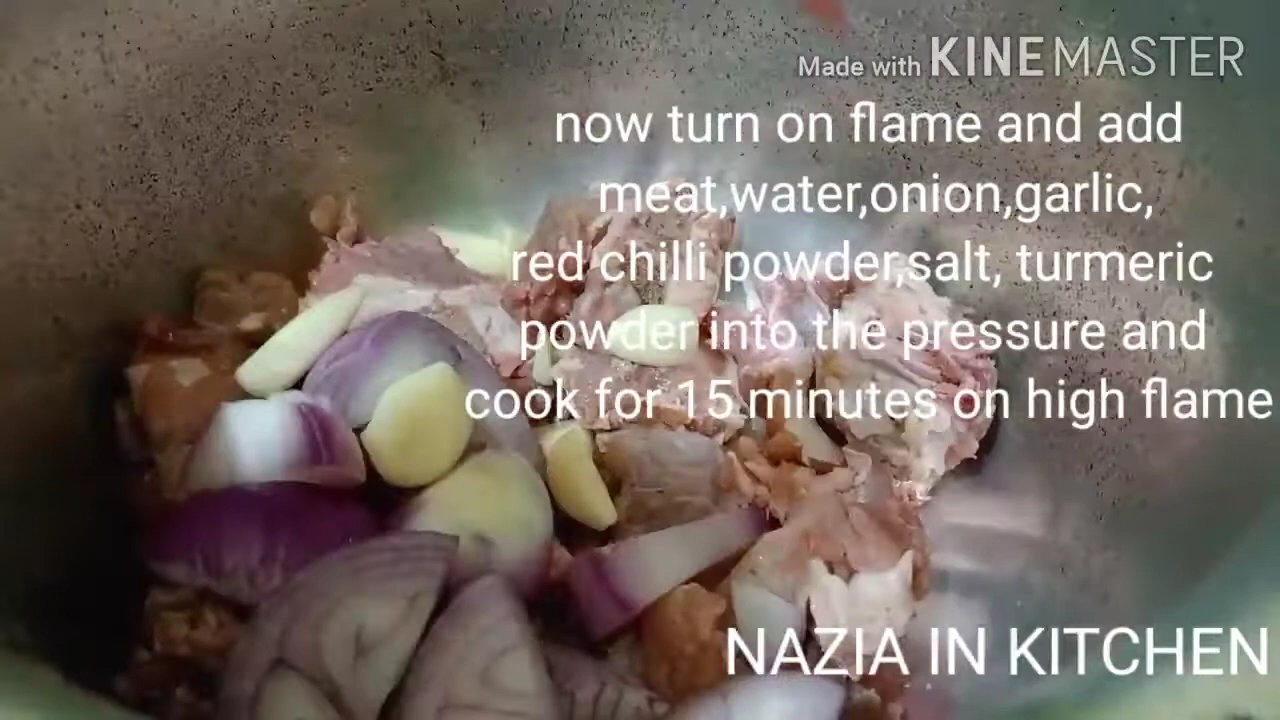 Made with KINEMASTER
now turn on flame and add
meat,water,onion,garlic,
red chilli powder,salt, turmeric
powder into the pressure and
cook for 15 minutes on high flame
NAZIA IN KITCHEN